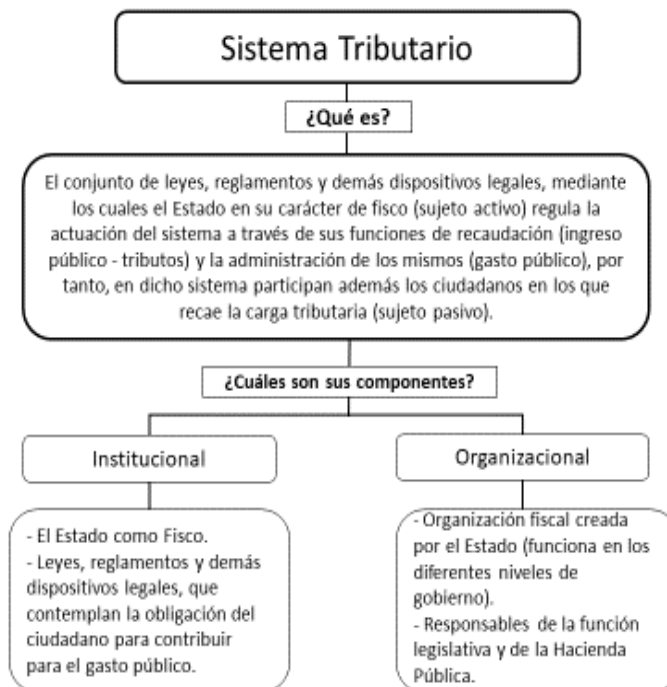 Sistema Tributario
¿Qué es?
El conjunto de leyes, reglamentos y demás dispositivos legales, mediante
los cuales el Estado en su carácter de fisco (sujeto activo) regula la
actuación del sistema a través de sus funciones de recaudación (ingreso
público - tributos) y la administración de los mismos (gasto público), por
tanto, en dicho sistema participan además los ciudadanos en los que
recae la carga tributaria (sujeto pasivo).
¿Cuáles son sus componentes?
Institucional
- El Estado como Fisco.
- Leyes, reglamentos y demás
dispositivos legales, que
contemplan la obligación del
ciudadano para contribuir
para el gasto público.
Organizacional
- Organización fiscal creada
por el Estado (funciona en los
diferentes niveles de
gobierno).
- Responsables de la función
legislativa y de la Hacienda
Pública.